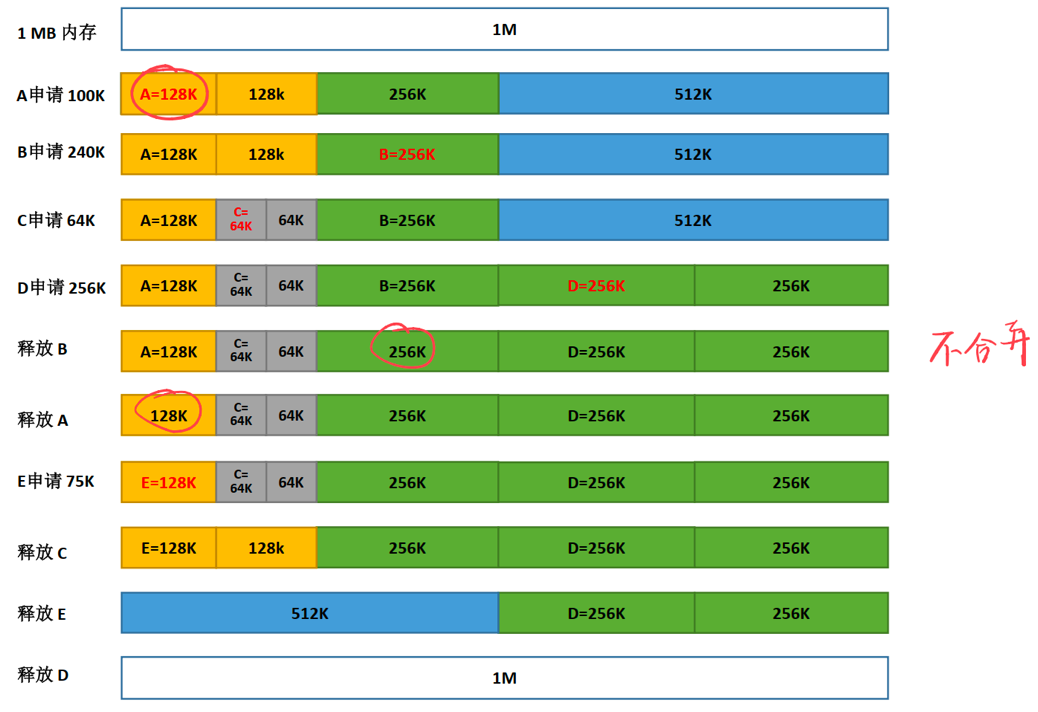 1 MB 内存 1M
A申请 100K A=128K 128k 256K 512K
B申请 240K A=128K 128k B=256K 512K
C申请 64K A=128K C= 64K 64K B=256K 512K
D申请 256K A=128K C= 64K 64K B=256K D=256K 256K
释放 B A=128K C= 64K 64K 256K D=256K 256K 不合弃
释放 A 128K C= 64K 64K 256K D=256K 256K
E申请 75K E=128K C= 64K 64K 256K D=256K 256K
释放 C E=128K 128k 256K D=256K 256K
释放 E 512K D=256K 256K
释放 D 1M